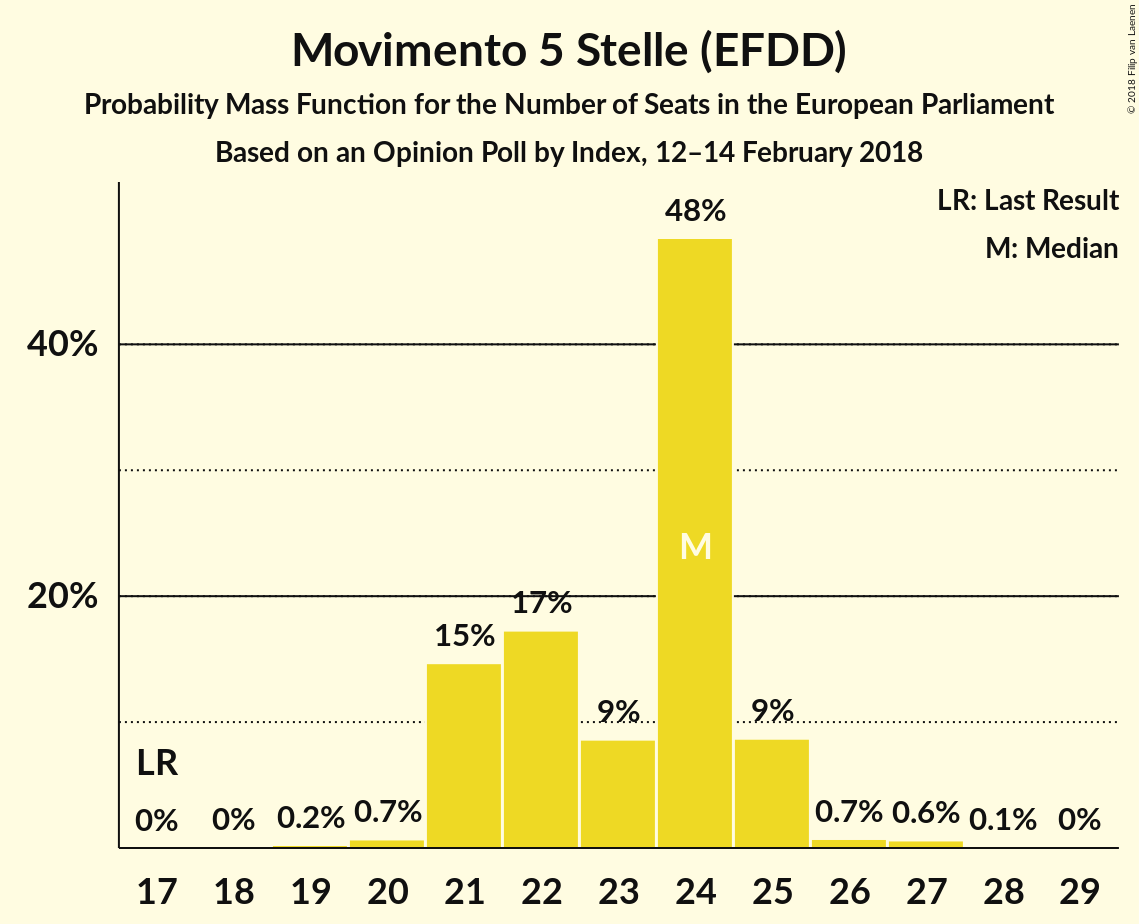 Movimento 5 Stelle (EFDD)
Probability Mass Function for the Number of Seats in the European Parliament
Based on an Opinion Poll by Index, 12–14 February 2018
© 2018 Filip van Laenen
LR: Last Result
M: Median
48%
40%
M
20%
17%
15%
9%
9%
LR
0% 0% 0.2% 0.7% 0.7% 0.6% 0.1% 0%
17 18 19 20 21 22 23 24 25 26 27 28 29